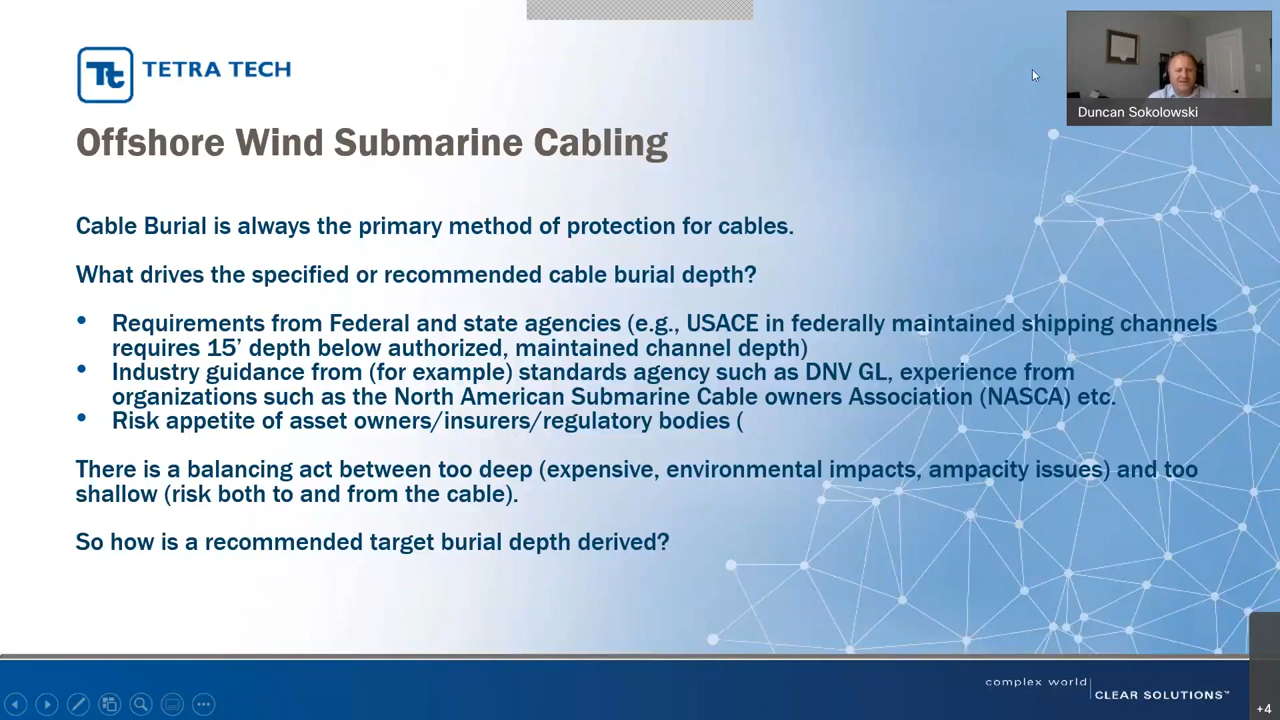 Tt TETRA TECH
Duncan Sokolowski
Offshore Wind Submarine Cabling
Cable Burial is always the primary method of protection for cables.
What drives the specified or recommended cable burial depth?
• Requirements from Federal and state agencies (e.g., USACE in federally maintained shipping channels
requires 15’ depth below authorized, maintained channel depth)
• Industry guidance from (for example) standards agency such as DNV GL, experience from
organizations such as the North American Submarine Cable owners Association (NASCA) etc.
• Risk appetite of asset owners/insurers/regulatory bodies (
There is a balancing act between too deep (expensive, environmental impacts, ampacity issues) and too
shallow (risk both to and from the cable).
So how is a recommended target burial depth derived?
complex world
CLEAR SOLUTIONS™
+4